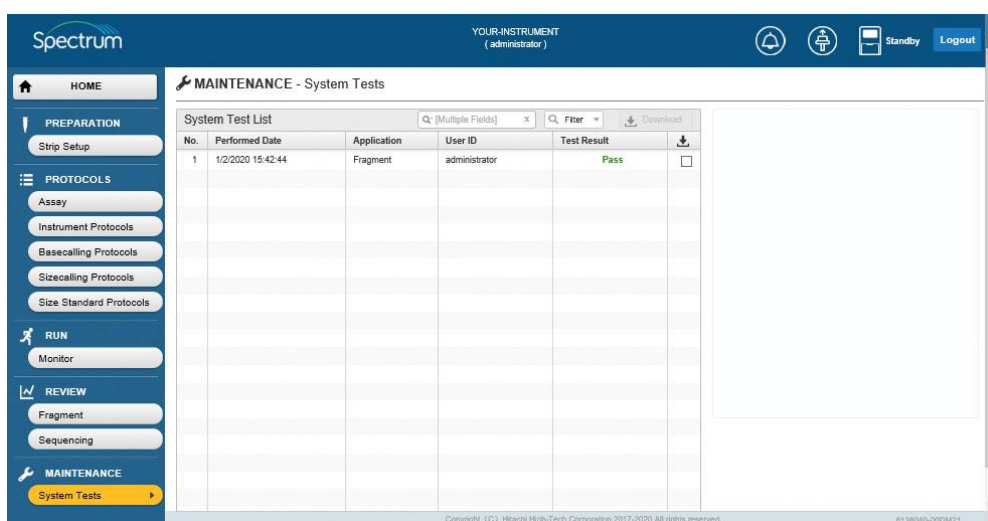 Spectrum
YOUR-INSTRUMENT
( administrator )
Standby
Logout
HOME
PREPARATION
Strip Setup
PROTOCOLS
Assay
Instrument Protocols
Basecalling Protocols
Sizecalling Protocols
Size Standard Protocols
RUN
Monitor
REVIEW
Fragment
Sequencing
MAINTENANCE
System Tests
MAINTENANCE - System Tests
System Test List
[Multiple Fields] x
Filter
Download
No. Performed Date Application User ID Test Result
1 1/2/2020 15:42:44 Fragment administrator Pass
Copyright (C) Hitachi High-Tech Corporation 2017-2020 All rights reserved.